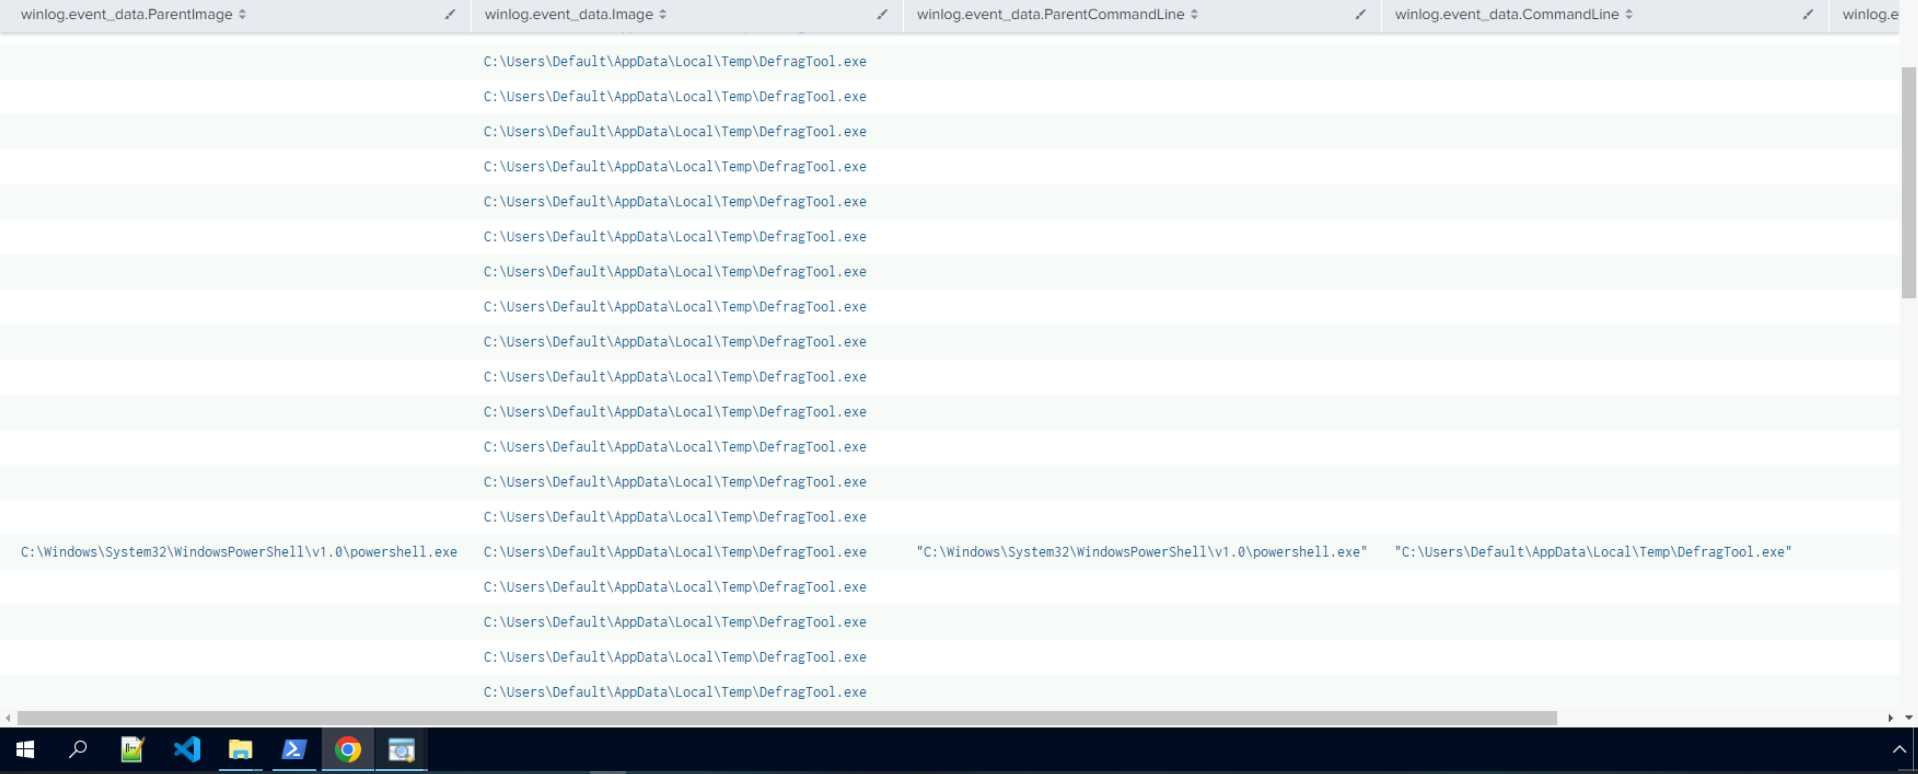 winlog.event_data.ParentImage winlog.event_data.Image winlog.event_data.ParentCommandLine winlog.event_data.CommandLine winlog.e
C:\Users\Default\AppData\Local\Temp\DefragTool.exe
C:\Users\Default\AppData\Local\Temp\DefragTool.exe
C:\Users\Default\AppData\Local\Temp\DefragTool.exe
C:\Users\Default\AppData\Local\Temp\DefragTool.exe
C:\Users\Default\AppData\Local\Temp\DefragTool.exe
C:\Users\Default\AppData\Local\Temp\DefragTool.exe
C:\Users\Default\AppData\Local\Temp\DefragTool.exe
C:\Users\Default\AppData\Local\Temp\DefragTool.exe
C:\Users\Default\AppData\Local\Temp\DefragTool.exe
C:\Users\Default\AppData\Local\Temp\DefragTool.exe
C:\Users\Default\AppData\Local\Temp\DefragTool.exe
C:\Users\Default\AppData\Local\Temp\DefragTool.exe
C:\Users\Default\AppData\Local\Temp\DefragTool.exe
C:\Users\Default\AppData\Local\Temp\DefragTool.exe
C:\Windows\System32\WindowsPowerShell\v1.0\powershell.exe C:\Users\Default\AppData\Local\Temp\DefragTool.exe "C:\Windows\System32\WindowsPowerShell\v1.0\powershell.exe" "C:\Users\Default\AppData\Local\Temp\DefragTool.exe"
C:\Users\Default\AppData\Local\Temp\DefragTool.exe
C:\Users\Default\AppData\Local\Temp\DefragTool.exe
C:\Users\Default\AppData\Local\Temp\DefragTool.exe
C:\Users\Default\AppData\Local\Temp\DefragTool.exe